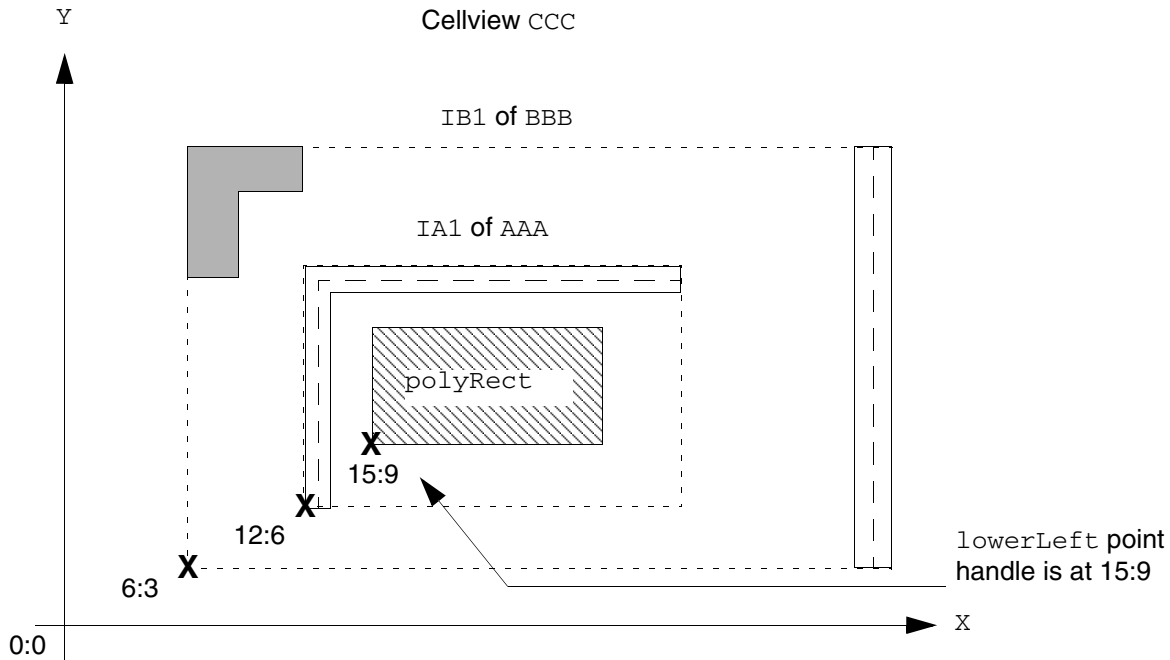 Y
Cellview CCC
IB1 of BBB
IA1 of AAA
polyRect
15:9
12:6
6:3
lowerLeft point
handle is at 15:9
X
0:0